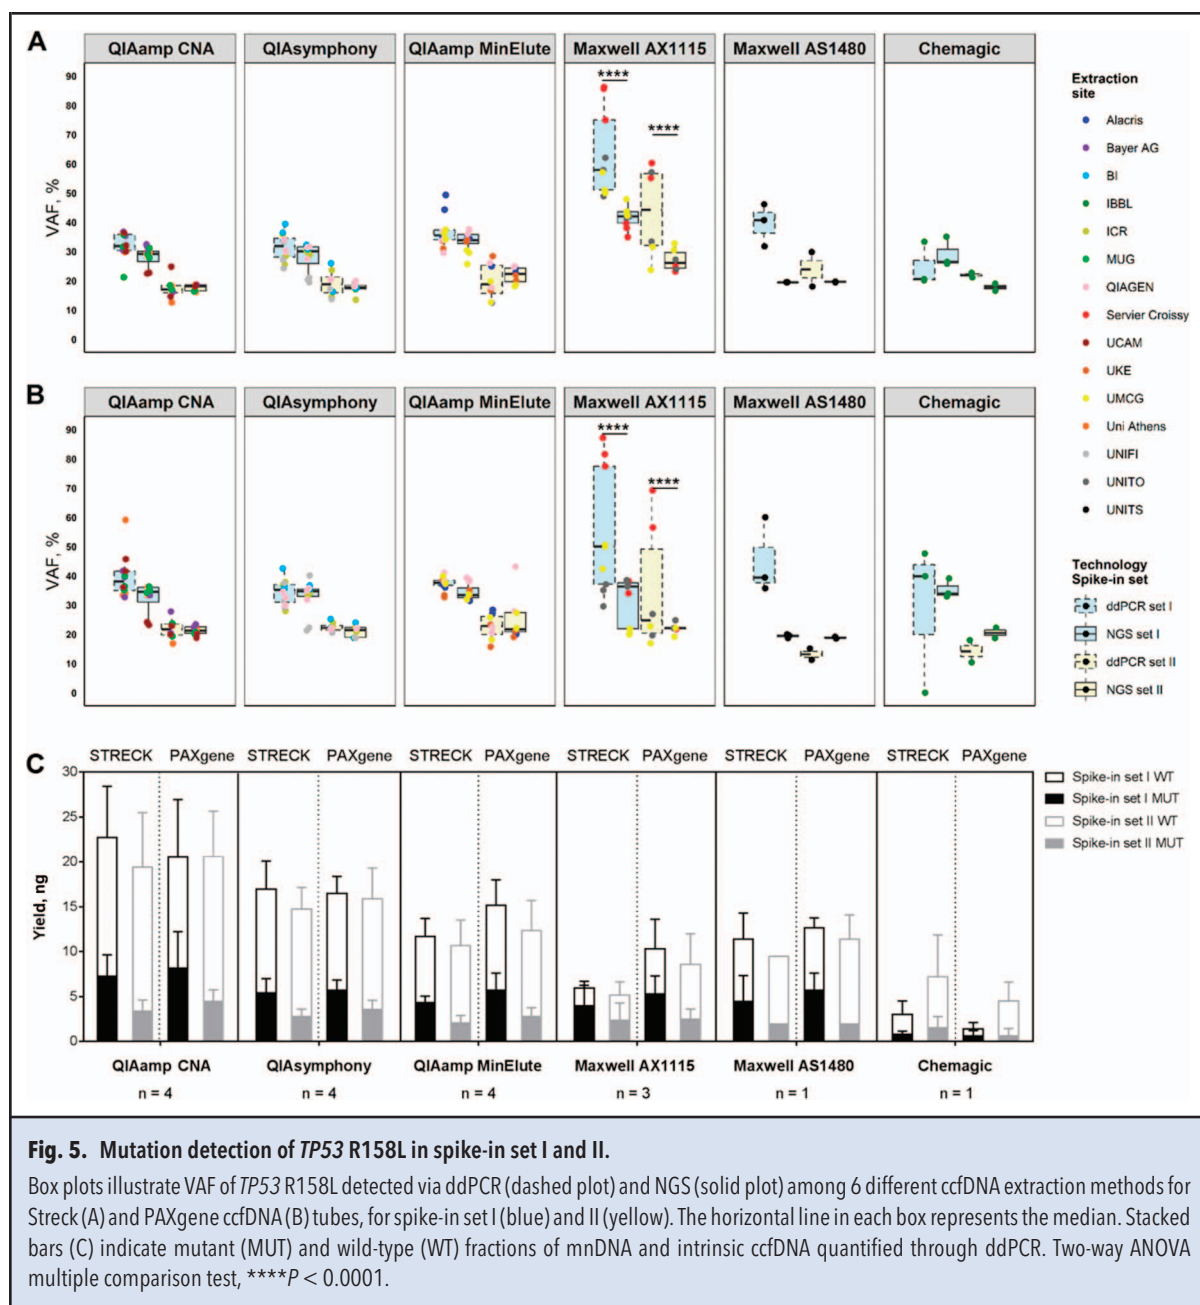 A
QIAamp CNA QIAsymphony QIAamp MinElute Maxwell AX1115 Maxwell AS1480 Chemagic
VAF, %
90
80
70
60
50
40
30
20
10
0
****
****
B
QIAamp CNA QIAsymphony QIAamp MinElute Maxwell AX1115 Maxwell AS1480 Chemagic
VAF, %
90
80
70
60
50
40
30
20
10
0
****
****
Extraction
site
Alacris
Bayer AG
BI
IBBL
ICR
MUG
QIAGEN
Servier Croissy
UCAM
UKE
UMCG
Uni Athens
UNIFI
UNITO
UNITS
Technology
Spike-in set
ddPCR set I
NGS set I
ddPCR set II
NGS set II
C
STRECK PAXgene STRECK PAXgene STRECK PAXgene STRECK PAXgene STRECK PAXgene STRECK PAXgene
Yield, ng
30
25
20
15
10
5
0
Spike-in set I WT
Spike-in set I MUT
Spike-in set II WT
Spike-in set II MUT
QIAamp CNA QIAsymphony QIAamp MinElute Maxwell AX1115 Maxwell AS1480 Chemagic
n = 4 n = 4 n = 4 n = 3 n = 1 n = 1
Fig. 5. Mutation detection of TP53 R158L in spike-in set I and II.
Box plots illustrate VAF of TP53 R158L detected via ddPCR (dashed plot) and NGS (solid plot) among 6 different ccfDNA extraction methods for
Streck (A) and PAXgene ccfDNA (B) tubes, for spike-in set I (blue) and II (yellow). The horizontal line in each box represents the median. Stacked
bars (C) indicate mutant (MUT) and wild-type (WT) fractions of mnDNA and intrinsic ccfDNA quantified through ddPCR. Two-way ANOVA
multiple comparison test, ****P < 0.0001.